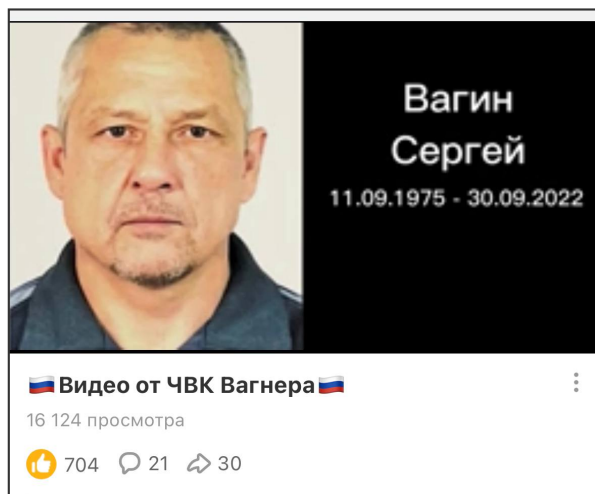 Вагин
Сергей
11.09.1975 - 30.09.2022
🇷🇺Видео от ЧВК Вагнера🇷🇺
16 124 просмотра
704 21 30